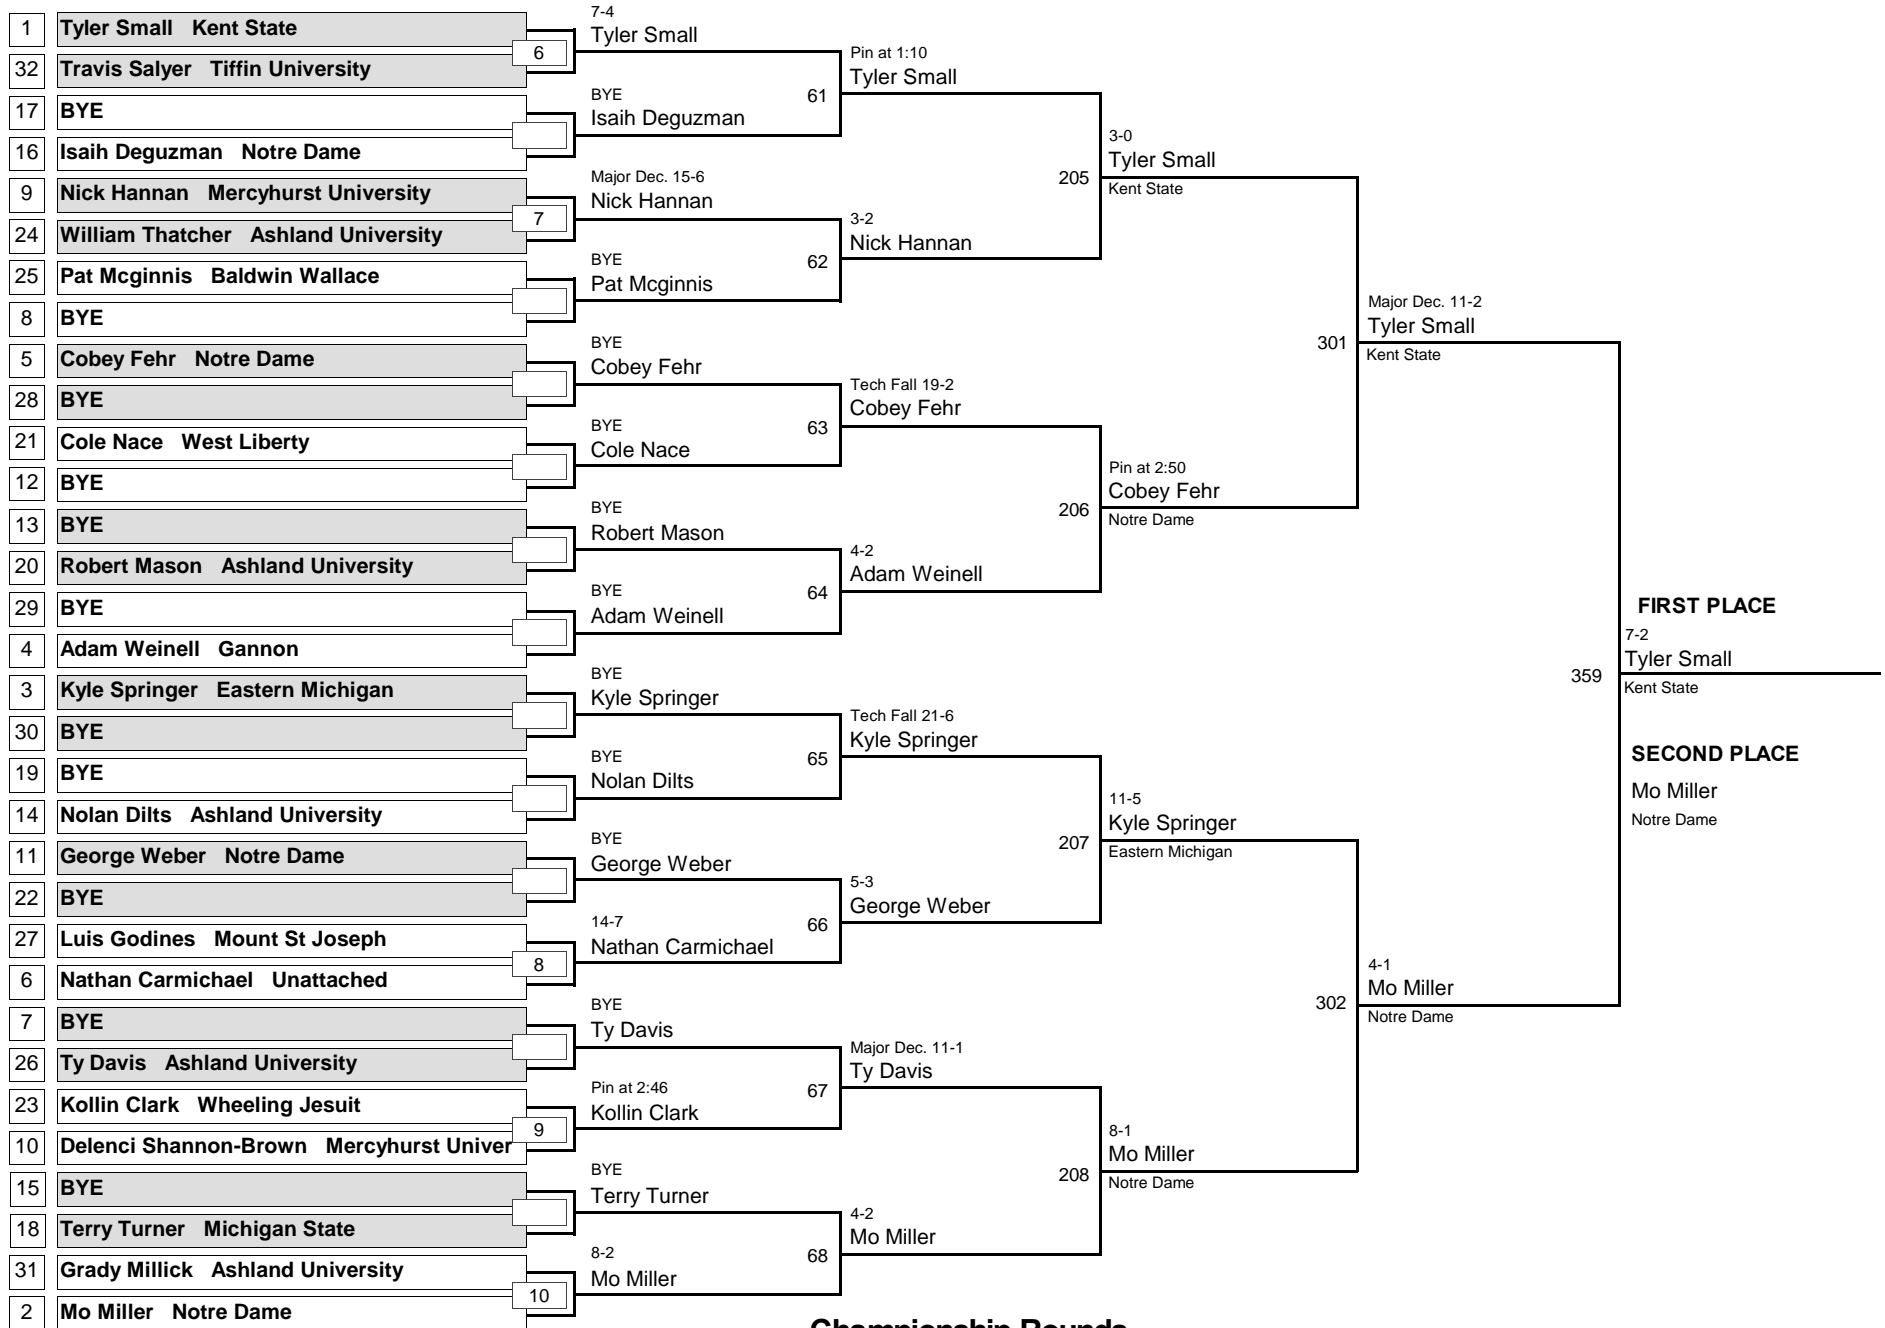 1 Tyler Small Kent State
32 Travis Salyer Tiffin University
17 BYE
16 Isaih Deguzman Notre Dame
9 Nick Hannan Mercyhurst University
24 William Thatcher Ashland University
25 Pat Mcginnis Baldwin Wallace
8 BYE
5 Cobey Fehr Notre Dame
28 BYE
21 Cole Nace West Liberty
12 BYE
13 BYE
20 Robert Mason Ashland University
29 BYE
4 Adam Weinell Gannon
3 Kyle Springer Eastern Michigan
30 BYE
19 BYE
14 Nolan Dilts Ashland University
11 George Weber Notre Dame
22 BYE
27 Luis Godines Mount St Joseph
6 Nathan Carmichael Unattached
7 BYE
26 Ty Davis Ashland University
23 Kollin Clark Wheeling Jesuit
10 Delenci Shannon-Brown Mercyhurst Univer
15 BYE
18 Terry Turner Michigan State
31 Grady Millick Ashland University
2 Mo Miller Notre Dame
6
7
8
9
10
7-4
Tyler Small
BYE
Isaih Deguzman
Major Dec. 15-6
Nick Hannan
BYE
Pat Mcginnis
BYE
Cobey Fehr
BYE
Cole Nace
BYE
Robert Mason
BYE
Adam Weinell
BYE
Kyle Springer
BYE
Nolan Dilts
BYE
George Weber
14-7
Nathan Carmichael
BYE
Ty Davis
Pin at 2:46
Kollin Clark
BYE
Terry Turner
8-2
Mo Miller
61
62
63
64
65
66
67
68
Pin at 1:10
Tyler Small
3-2
Nick Hannan
Tech Fall 19-2
Cobey Fehr
4-2
Adam Weinell
Tech Fall 21-6
Kyle Springer
5-3
George Weber
Major Dec. 11-1
Ty Davis
4-2
Mo Miller
205
206
207
208
3-0
Tyler Small
Kent State
Pin at 2:50
Cobey Fehr
Notre Dame
11-5
Kyle Springer
Eastern Michigan
8-1
Mo Miller
Notre Dame
301
302
Major Dec. 11-2
Tyler Small
Kent State
4-1
Mo Miller
Notre Dame
359
FIRST PLACE
7-2
Tyler Small
Kent State
SECOND PLACE
Mo Miller
Notre Dame
Championship Rounds